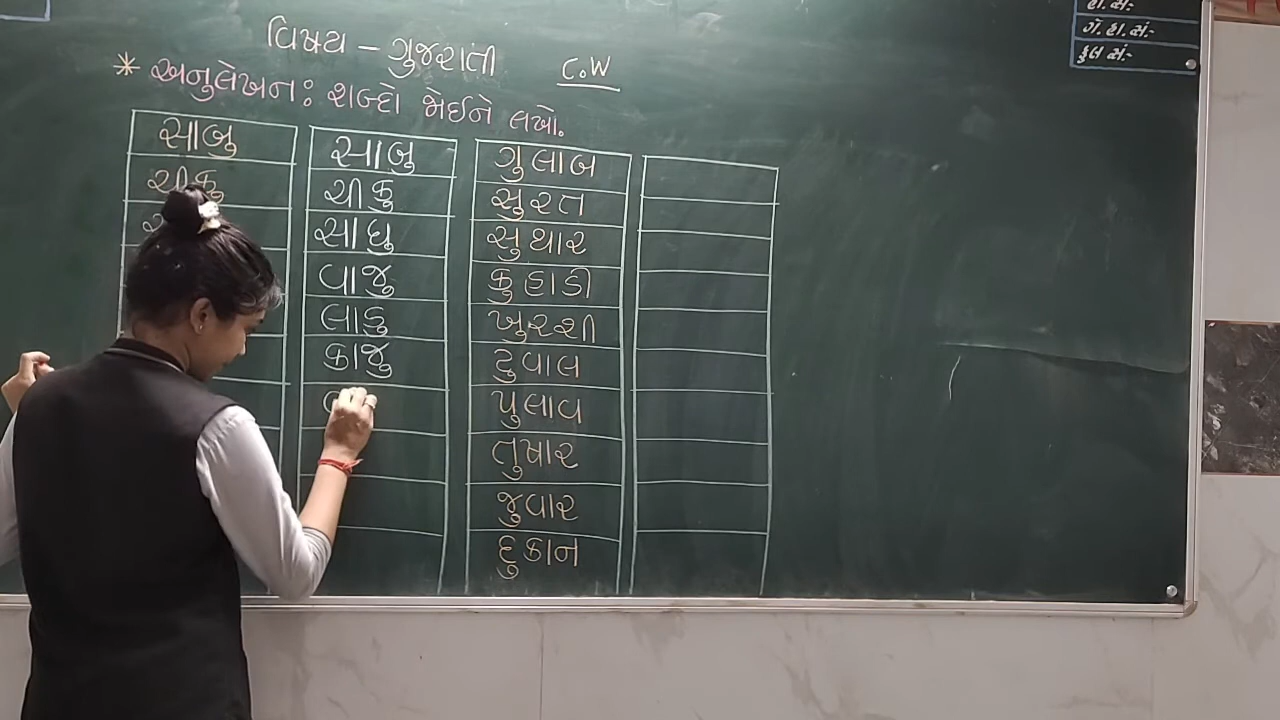 વિષય – ગુજરાતી
C.W
* અનુલેખન: શબ્દો જોઈને લખો.
સાબુ સાબુ ગુલાબ
ચીકુ ચીકુ સુરત
સાધુ સુથાર
વાજુ કુહાડી
લાડુ ખુરશી
કાજુ ટુવાલ
પુલાવ
તુષાર
જુવાર
દુકાન
હા.સં:-
ગે.હા.સં:-
કુલ સં:-